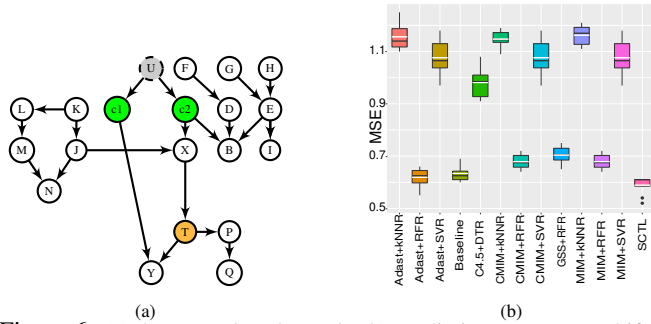 U F G H
L K c1 c2 D E
M J X B I
N
T P
Y Q
(a)
MSE
1.1
0.9
0.7
0.5
Adast+kNNR
Adast+RFR
Adast+SVR
Baseline
C4.5+DTR
CMIM+kNNR
CMIM+RFR
CMIM+SVR
GSS+RFR
MIM+kNNR
MIM+RFR
MIM+SVR
SCTL
(b)